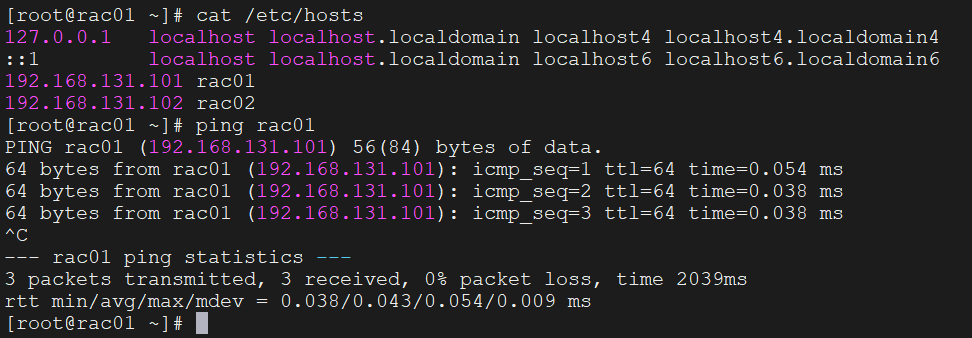 [root@rac01 ~]# cat /etc/hosts
127.0.0.1   localhost localhost.localdomain localhost4 localhost4.localdomain4
::1         localhost localhost.localdomain localhost6 localhost6.localdomain6
192.168.131.101 rac01
192.168.131.102 rac02
[root@rac01 ~]# ping rac01
PING rac01 (192.168.131.101) 56(84) bytes of data.
64 bytes from rac01 (192.168.131.101): icmp_seq=1 ttl=64 time=0.054 ms
64 bytes from rac01 (192.168.131.101): icmp_seq=2 ttl=64 time=0.038 ms
64 bytes from rac01 (192.168.131.101): icmp_seq=3 ttl=64 time=0.038 ms
^C
--- rac01 ping statistics ---
3 packets transmitted, 3 received, 0% packet loss, time 2039ms
rtt min/avg/max/mdev = 0.038/0.043/0.054/0.009 ms
[root@rac01 ~]#